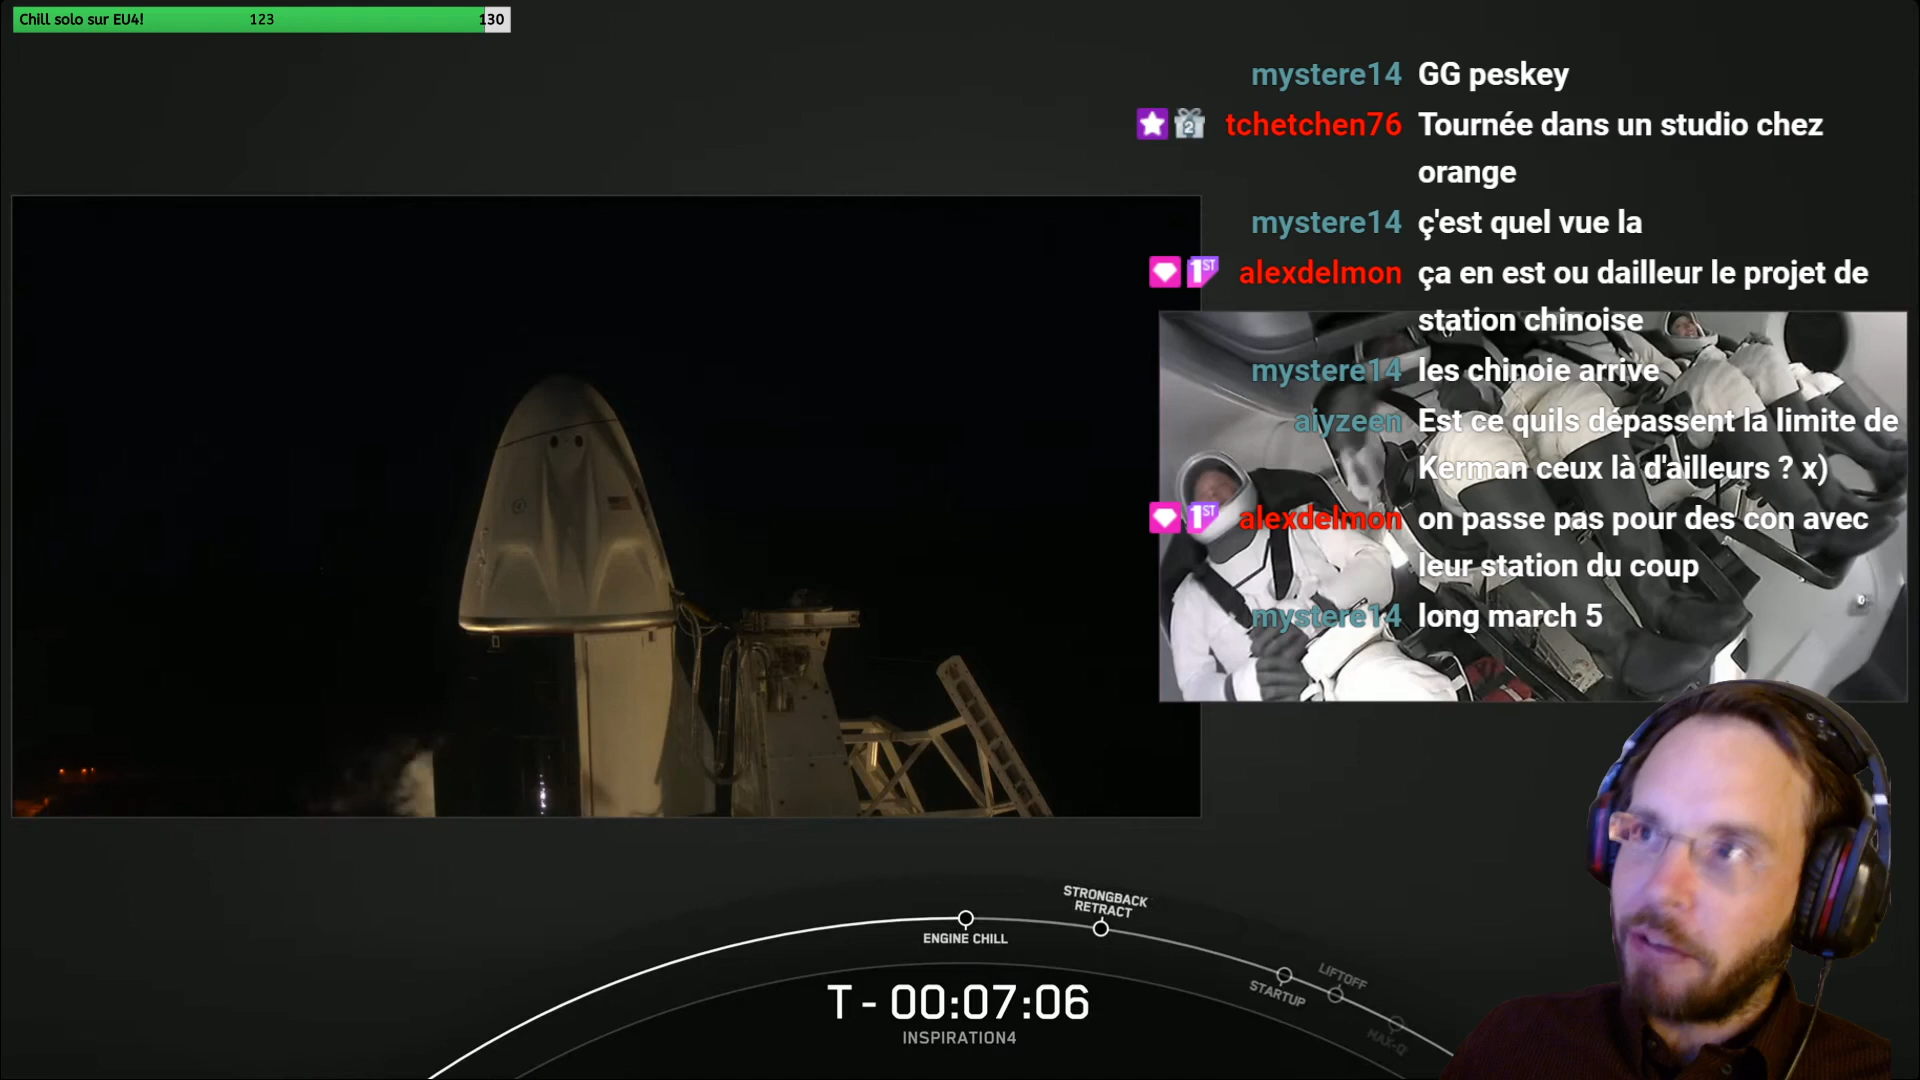 Chill solo sur EU4! 123 130
mystere14 GG peskey
2 tchetchen76 Tournée dans un studio chez
orange
mystere14 ç'est quel vue la
1ST alexdelmon ça en est ou dailleur le projet de
station chinoise
mystere14 les chinoie arrive
aiyzeen Est ce quils dépassent la limite de
Kerman ceux là d'ailleurs ? x)
1ST alexdelmon on passe pas pour des con avec
leur station du coup
mystere14 long march 5
STRONGBACK
RETRACT
ENGINE CHILL
LIFTOFF
STARTUP
MAX-Q
T - 00:07:06
INSPIRATION4